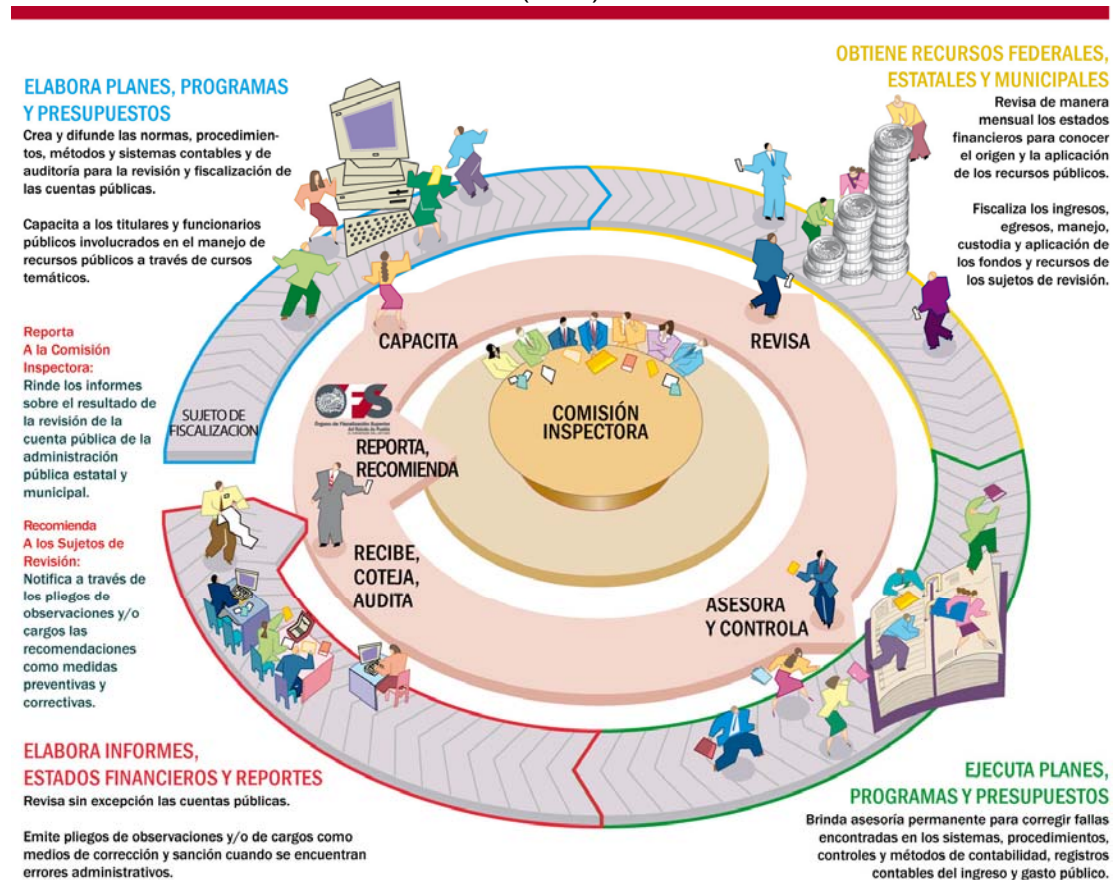 ELABORA PLANES, PROGRAMAS
Y PRESUPUESTOS
Crea y difunde las normas, procedimien-
tos, métodos y sistemas contables y de
auditoría para la revisión y fiscalización de
las cuentas públicas.
Capacita a los titulares y funcionarios
públicos involucrados en el manejo de
recursos públicos a través de cursos
temáticos.
OBTIENE RECURSOS FEDERALES,
ESTATALES Y MUNICIPALES
Revisa de manera
mensual los estados
financieros para conocer
el origen y la aplicación
de los recursos públicos.
Fiscaliza los ingresos,
egresos, manejo,
custodia y aplicación de
los fondos y recursos de
los sujetos de revisión.
Reporta
A la Comisión
Inspectora:
Rinde los informes
sobre el resultado de
la revisión de la
cuenta pública de la
administración
pública estatal y
municipal.
Recomienda
A los Sujetos de
Revisión:
Notifica a través de
los pliegos de
observaciones y/o
cargos las
recomendaciones
como medidas
preventivas y
correctivas.
SUJETO DE
FISCALIZACION
CAPACITA
REVISA
OFS
Órgano de Fiscalización Superior
del Estado de Puebla
REPORTA,
RECOMIENDA
COMISIÓN
INSPECTORA
RECIBE,
COTEJA,
AUDITA
ASESORA
Y CONTROLA
ELABORA INFORMES,
ESTADOS FINANCIEROS Y REPORTES
Revisa sin excepción las cuentas públicas.
Emite pliegos de observaciones y/o de cargos como
medios de corrección y sanción cuando se encuentran
errores administrativos.
EJECUTA PLANES,
PROGRAMAS Y PRESUPUESTOS
Brinda asesoría permanente para corregir fallas
encontradas en los sistemas, procedimientos,
controles y métodos de contabilidad, registros
contables del ingreso y gasto público.